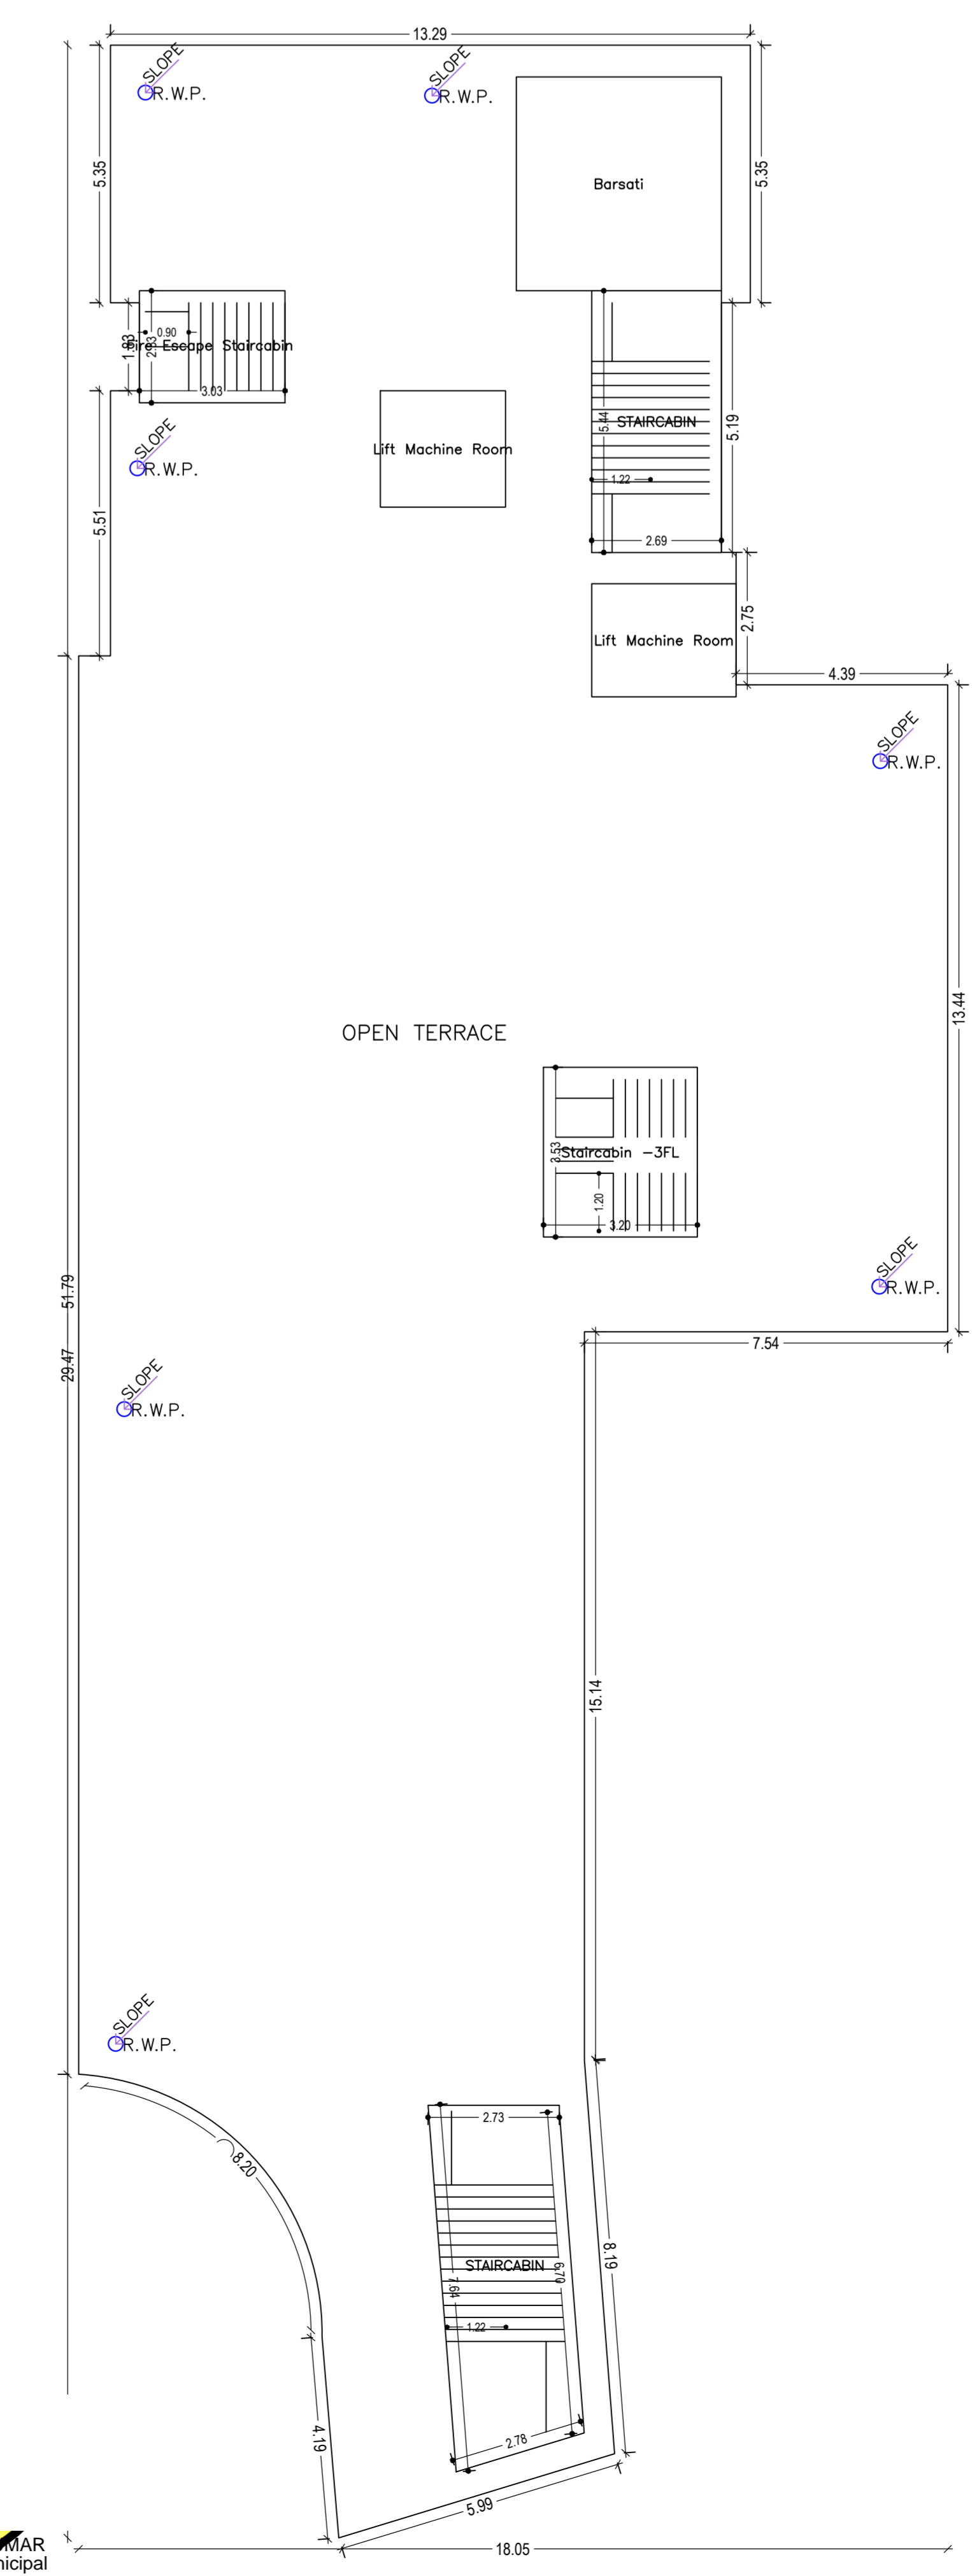 13.29
SLOPE
R.W.P.
SLOPE
R.W.P.
5.35
5.35
Barsati
1.83
2.33
0.90
Fire Escape Staircabin
3.03
5.44
STAIRCABIN
5.19
1.22
2.69
Lift Machine Room
SLOPE
R.W.P.
5.51
2.75
Lift Machine Room
4.39
SLOPE
R.W.P.
13.44
OPEN TERRACE
3.53
Staircabin -3FL
1.20
3.20
SLOPE
R.W.P.
51.79
29.47
7.54
SLOPE
R.W.P.
15.14
SLOPE
R.W.P.
2.73
8.20
8.19
STAIRCABIN
6.70
7.64
1.22
4.19
2.78
5.99
18.05
MAR
nicipal